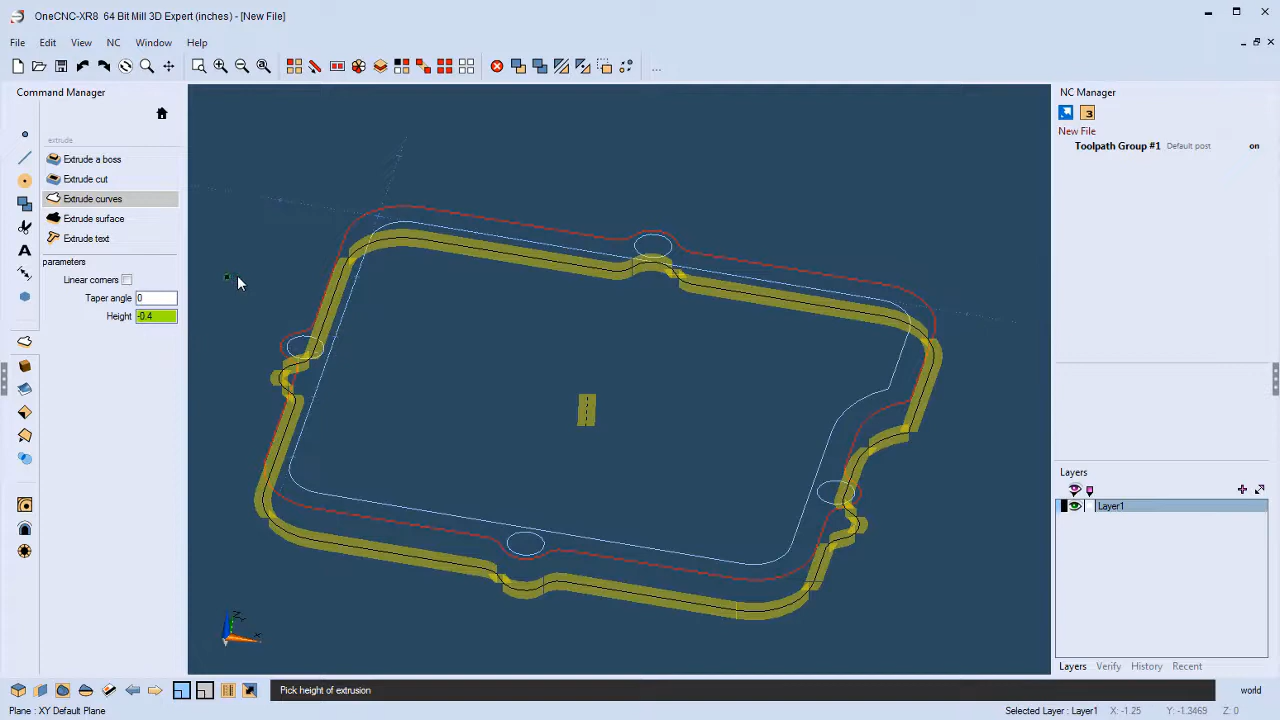 OneCNC-XR8 64 Bit Mill 3D Expert (inches) - [New File]
File Edit View NC Window Help
Command Manager
extrude
Extrude a boss
Extrude cut
Extrude curves
Extrude face
Extrude text
parameters
Linear corners
Taper angle 0
Height -0.4
NC Manager
3
New File
Toolpath Group #1 Default post on
Layers
Layer1
Layers Verify History Recent
Pick height of extrusion
world
Plane : XY Default Plane
Selected Layer : Layer1 X: -1.25 Y: -1.3469 Z: 0